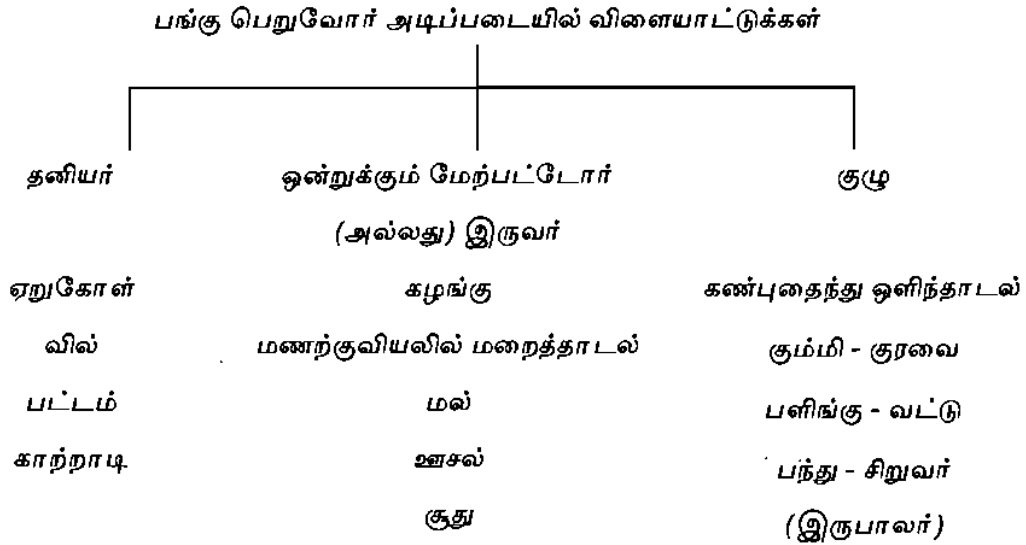 பங்கு பெறுவோர் அடிப்படையில் விளையாட்டுக்கள்
தனியர்
ஏறுகோள்
வில்
பட்டம்
காற்றாடி
ஒன்றுக்கும் மேற்பட்டோர்
(அல்லது) இருவர்
கழங்கு
மணற்குவியலில் மறைத்தாடல்
மல்
ஊசல்
சூது
குழு
கண்புதைந்து ஒளிந்தாடல்
கும்மி - குரவை
பளிங்கு - வட்டு
பந்து - சிறுவர்
(இருபாலர்)